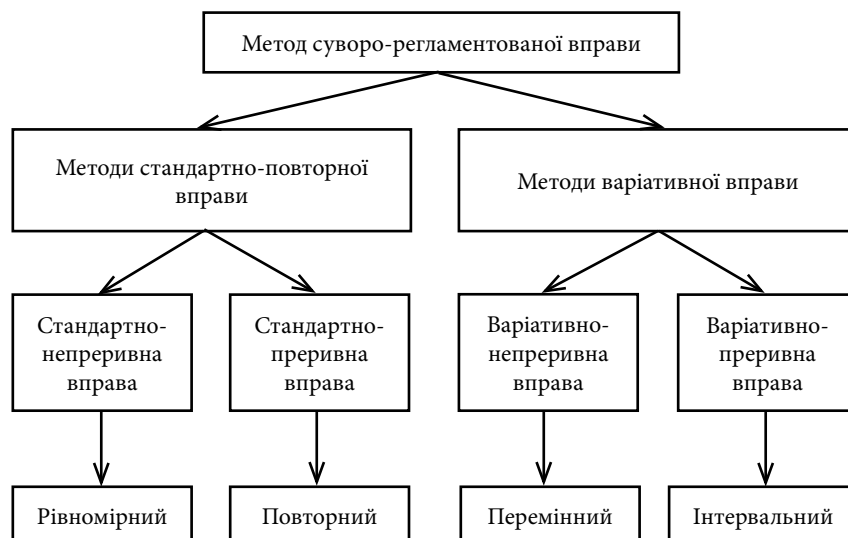 Метод суворо-регламентованої вправи
Методи стандартно-повторної
вправи
Методи варіативної вправи
Стандартно-
непреривна
вправа
Стандартно-
преривна
вправа
Варіативно-
непреривна
вправа
Варіативно-
преривна
вправа
Рівномірний
Повторний
Перемінний
Інтервальний